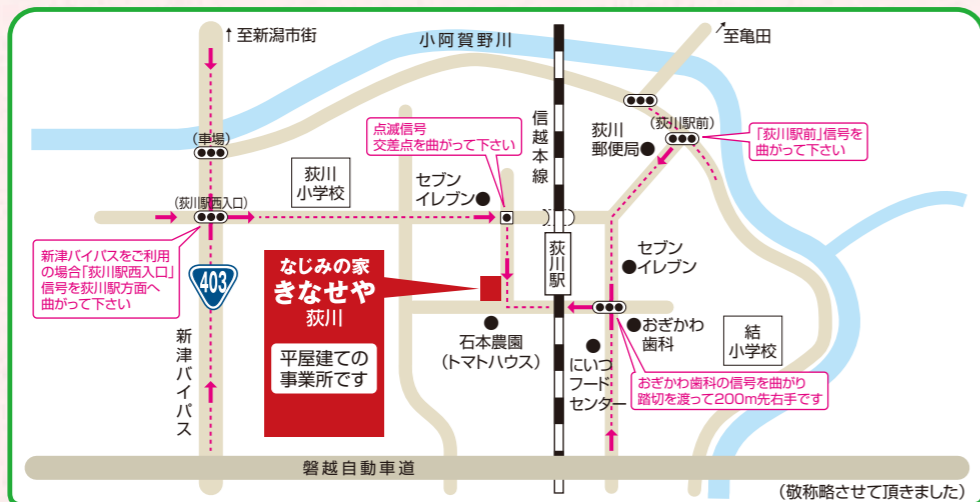 ↑至新潟市街
小阿賀野川
↗至亀田
(車場)
信越本線
点滅信号
交差点を曲がって下さい
荻川
郵便局
(荻川駅前)
「荻川駅前」信号を
曲がって下さい
荻川
小学校
セブン
イレブン
(荻川駅西入口)
新津バイパスをご利用
の場合「荻川駅西入口」
信号を荻川駅方面へ
曲がって下さい
403
新津バイパス
なじみの家
きなせや
荻川
平屋建ての
事業所です
荻川駅
セブン
イレブン
石本農園
(トマトハウス)
おぎかわ
歯科
結
小学校
にいつ
フード
センター
おぎかわ歯科の信号を曲がり
踏切を渡って200m先右手です
磐越自動車道
(敬称略させて頂きました)